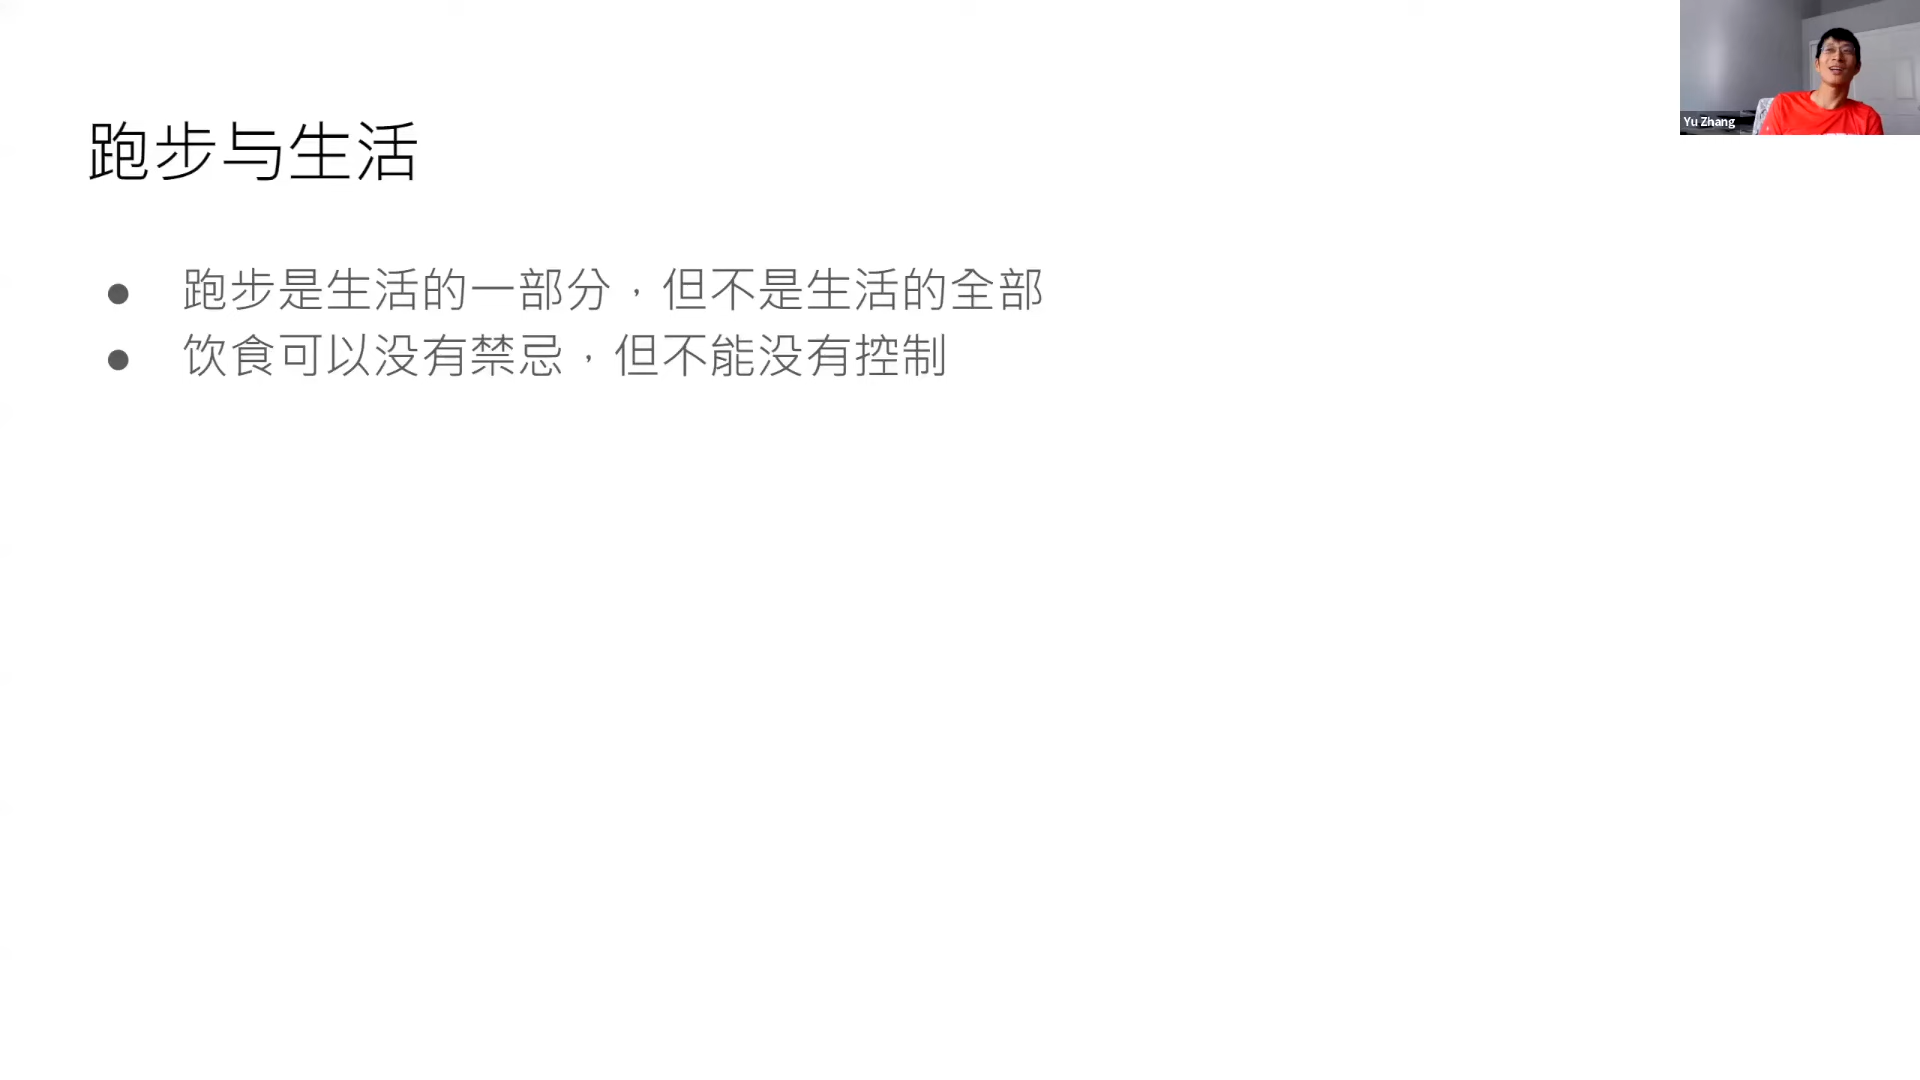 Yu Zhang
跑步与生活
● 跑步是生活的一部分，但不是生活的全部
● 饮食可以没有禁忌，但不能没有控制